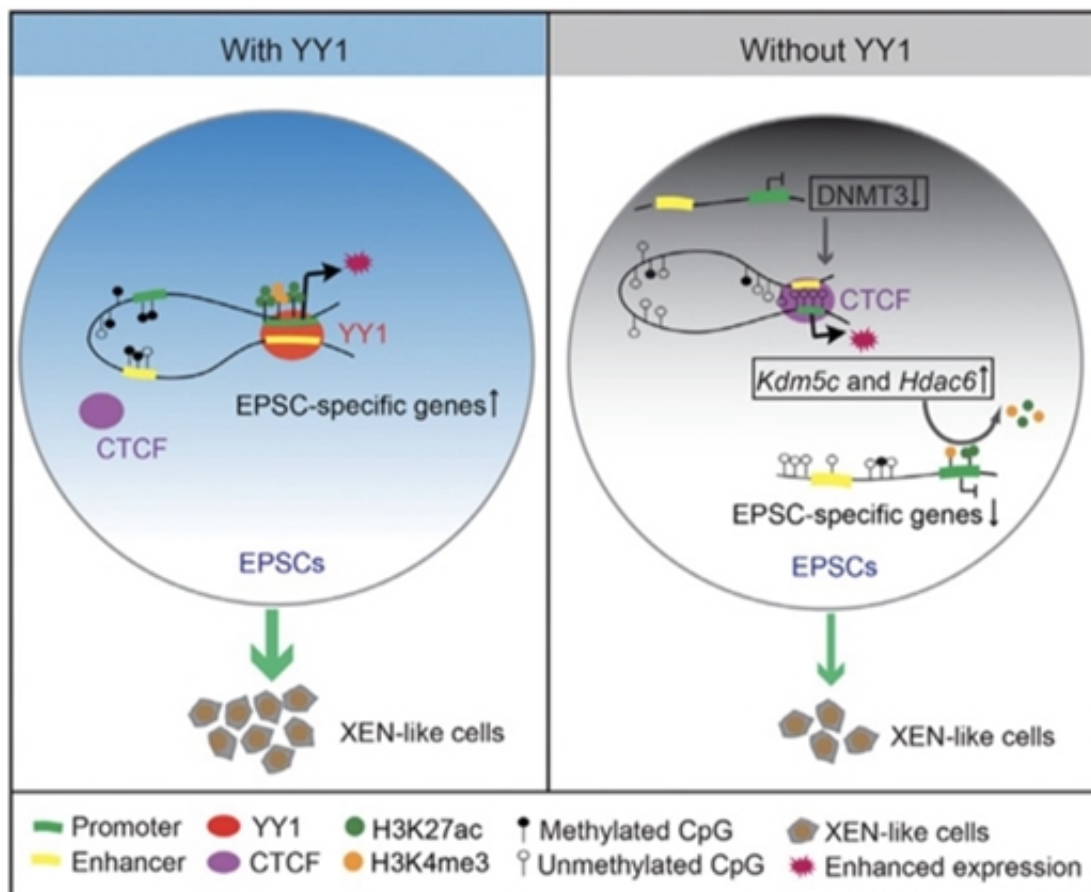 With YY1
Without YY1
DNMT3↓
CTCF
YY1
Kdm5c and Hdac6↑
EPSC-specific genes↑
CTCF
EPSC-specific genes↓
EPSCs
EPSCs
XEN-like cells
XEN-like cells
Promoter
YY1
H3K27ac
Methylated CpG
XEN-like cells
Enhancer
CTCF
H3K4me3
Unmethylated CpG
Enhanced expression